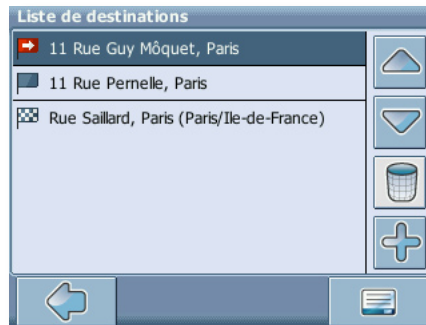 Liste de destinations
11 Rue Guy Môquet, Paris
11 Rue Pernelle, Paris
Rue Saillard, Paris (Paris/Ile-de-France)